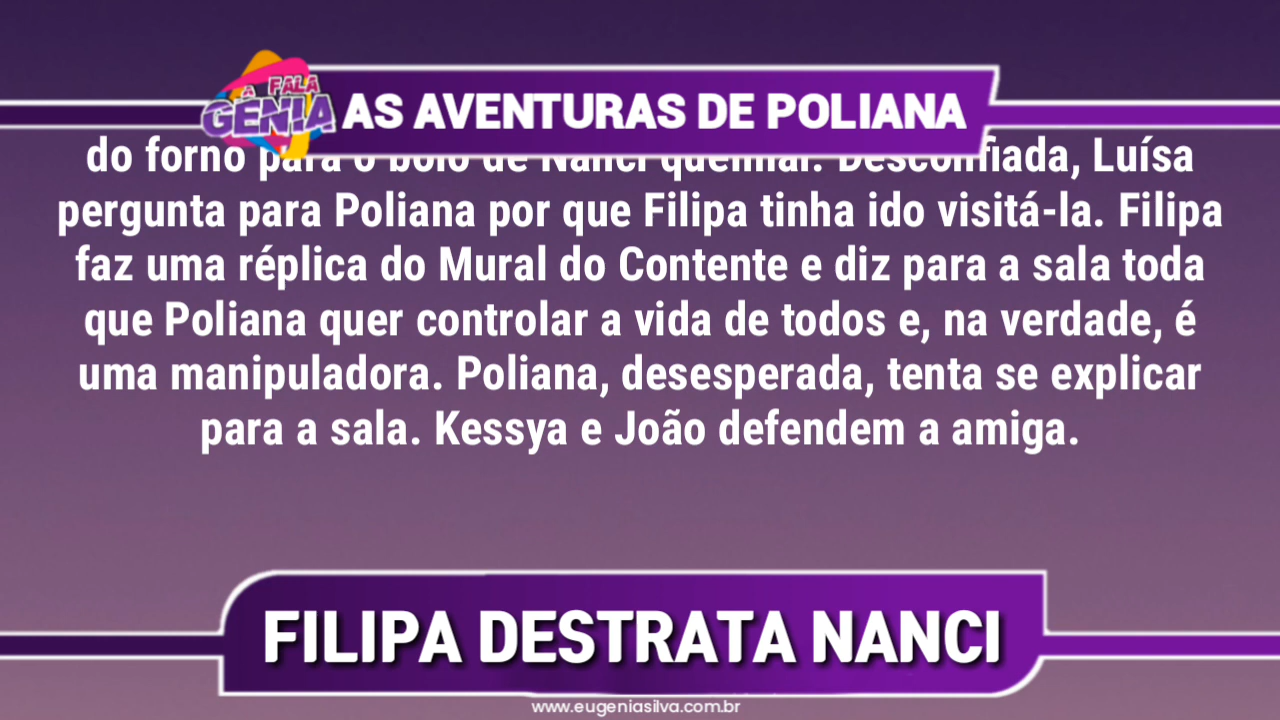 FALA
A
GÊNIA
AS AVENTURAS DE POLIANA
do forno para o bolo de Nanci queimar. Desconfiada, Luísa
pergunta para Poliana por que Filipa tinha ido visitá-la. Filipa
faz uma réplica do Mural do Contente e diz para a sala toda
que Poliana quer controlar a vida de todos e, na verdade, é
uma manipuladora. Poliana, desesperada, tenta se explicar
para a sala. Kessya e João defendem a amiga.
FILIPA DESTRATA NANCI
www.eugeniasilva.com.br